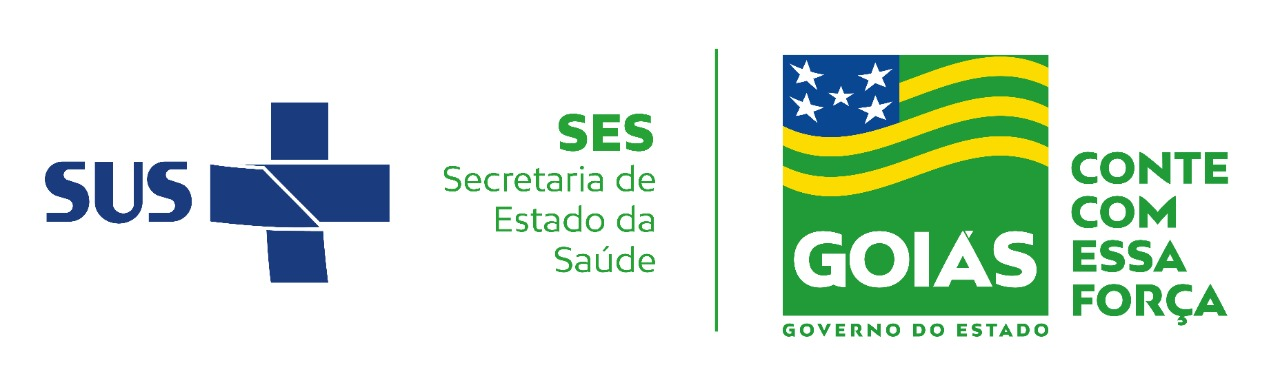 SUS
SES
Secretaria de
Estado da
Saúde
GOIÁS
GOVERNO DO ESTADO
CONTE
COM
ESSA
FORÇA